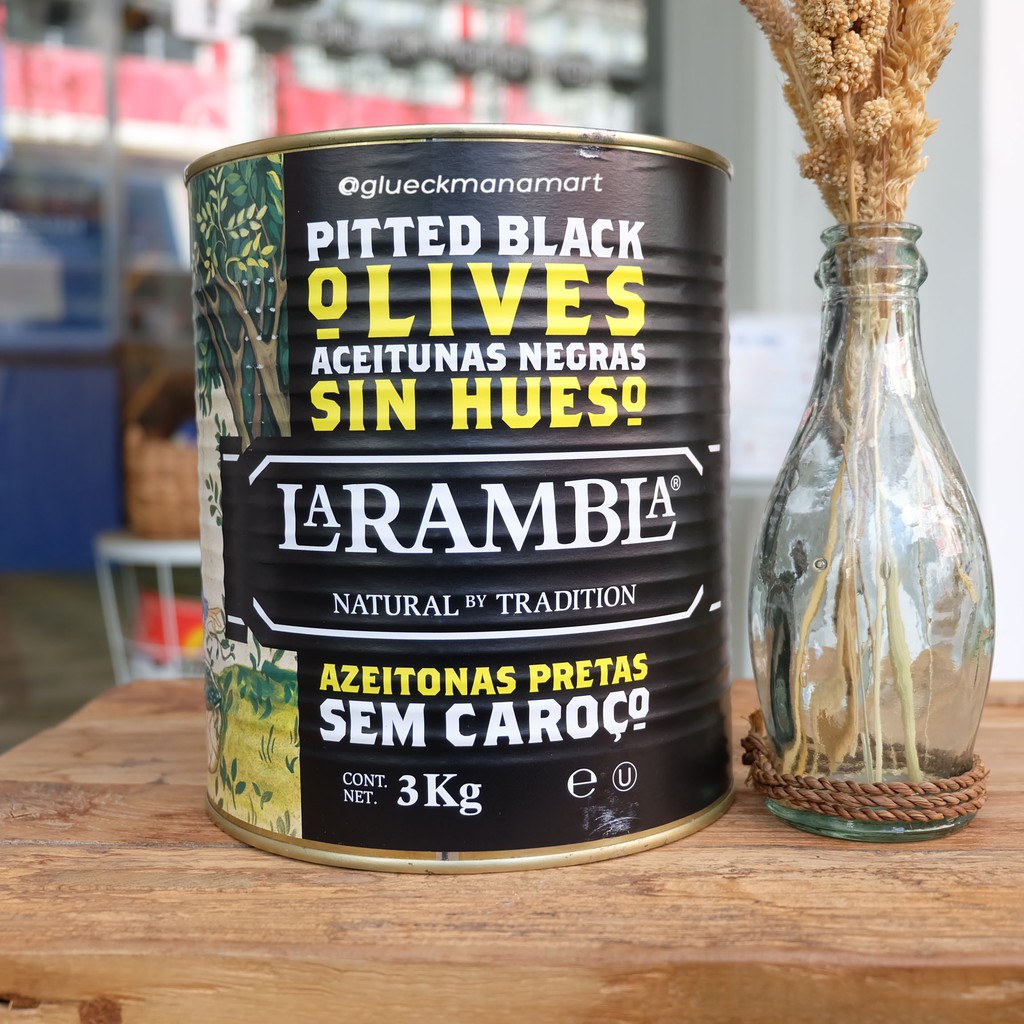 @glueckmanamart
PITTED BLACK
OLIVES
ACEITUNAS NEGRAS
SIN HUESO
LARAMBLA®
NATURAL BY TRADITION
AZEITONAS PRETAS
SEM CAROÇO
CONT. NET. 3Kg ℮ U